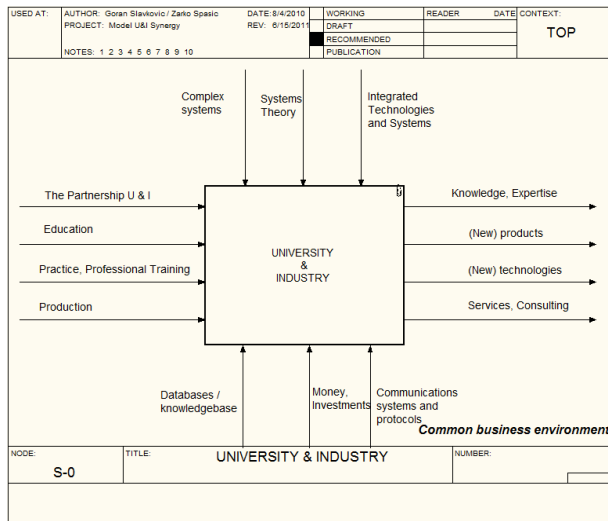 USED AT:
AUTHOR: Goran Slavkovic / Zarko Spasic
DATE: 8/4/2010
PROJECT: Model U&I Synergy
REV: 6/15/2011
NOTES: 1 2 3 4 5 6 7 8 9 10
WORKING
DRAFT
RECOMMENDED
PUBLICATION
READER DATE
CONTEXT:
TOP
Complex
systems
Systems
Theory
Integrated
Technologies
and Systems
The Partnership U & I
Education
Practice, Professional Training
Production
UNIVERSITY
&
INDUSTRY
Knowledge, Expertise
(New) products
(New) technologies
Services, Consulting
Databases /
knowledgebase
Money,
Investments
Communications
systems and
protocols
Common business environment
NODE:
S-0
TITLE:
UNIVERSITY & INDUSTRY
NUMBER: